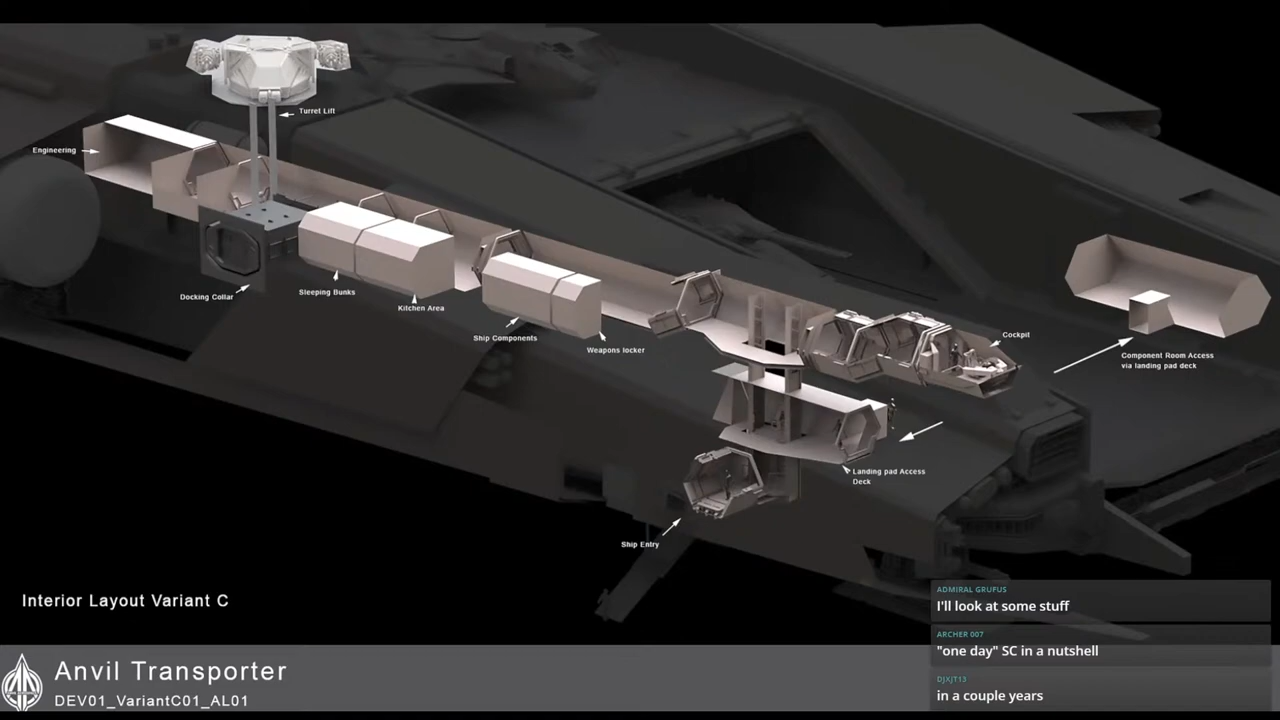 Turret Lift
Engineering
Docking Collar
Sleeping Bunks
Kitchen Area
Ship Components
Weapons locker
Cockpit
Component Room Access
via landing pad deck
Landing pad Access
Deck
Ship Entry
Interior Layout Variant C
Anvil Transporter
DEV01_VariantC01_AL01
ADMIRAL GRUFUS
I'll look at some stuff
ARCHER 007
"one day" SC in a nutshell
DJXJT13
in a couple years